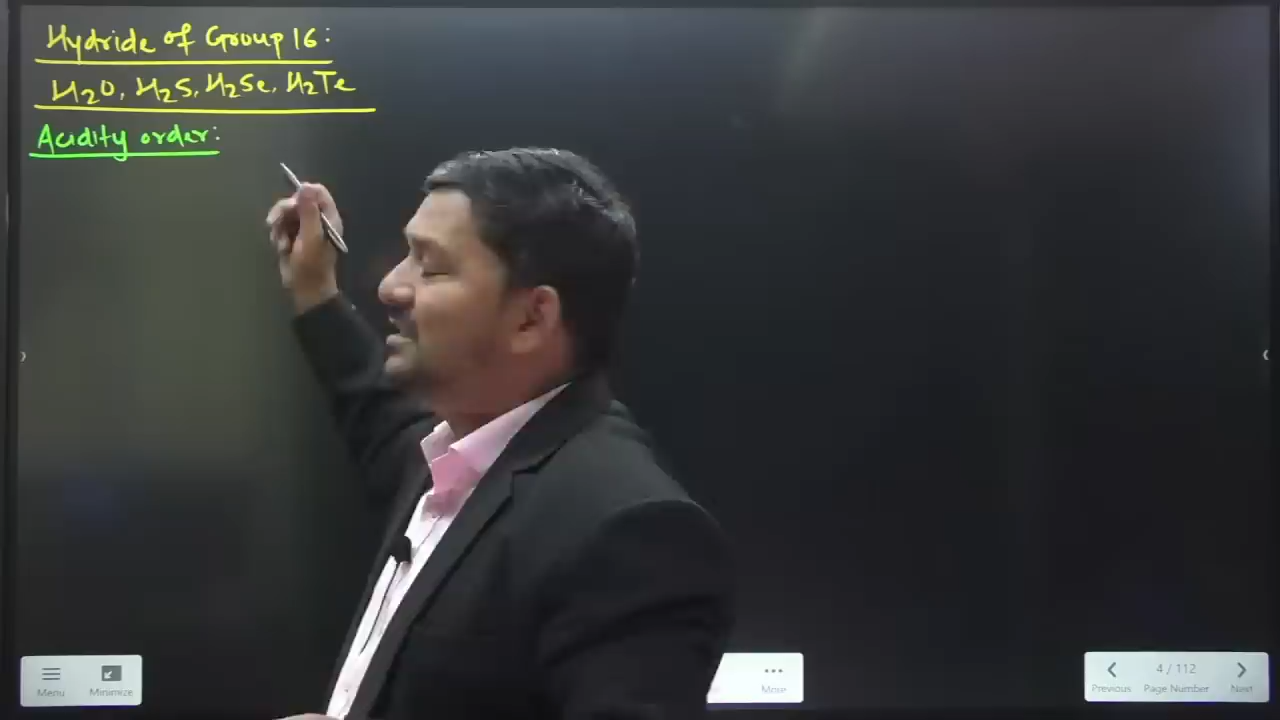 Hydride of Group 16:
H2O, H2S, H2Se, H2Te
Acidity order:
Menu
Minimize
More
Previous
4 / 112
Page Number
Next